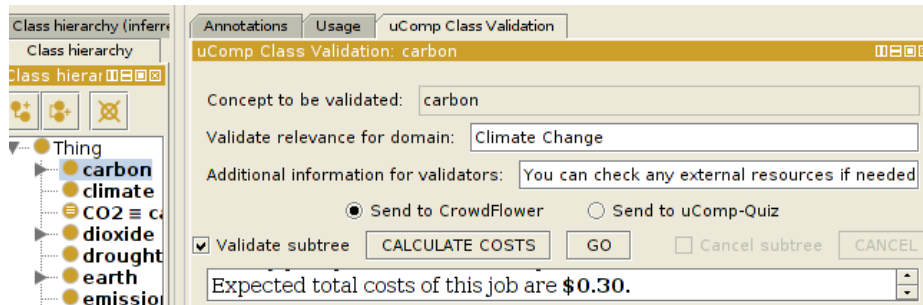 Class hierarchy (inferre
Class hierarchy
Class hierar
Thing
carbon
climate
CO2 ≡ ca
dioxide
drought
earth
emission
Annotations
Usage
uComp Class Validation
uComp Class Validation: carbon
Concept to be validated: carbon
Validate relevance for domain: Climate Change
Additional information for validators: You can check any external resources if needed
Send to CrowdFlower
Send to uComp-Quiz
Validate subtree
CALCULATE COSTS
GO
Cancel subtree
CANCEL
Expected total costs of this job are $0.30.